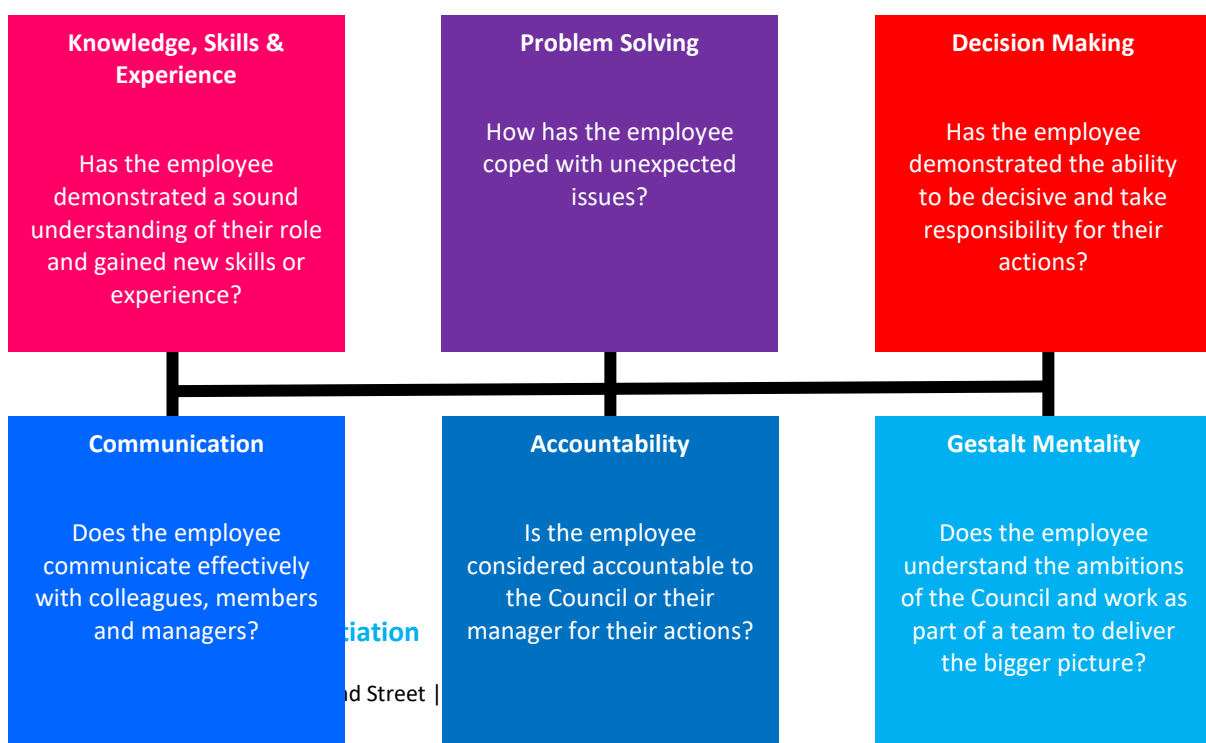 Knowledge, Skills &
Experience
Has the employee
demonstrated a sound
understanding of their role
and gained new skills or
experience?
Problem Solving
How has the employee
coped with unexpected
issues?
Decision Making
Has the employee
demonstrated the ability
to be decisive and take
responsibility for their
actions?
Communication
Does the employee
communicate effectively
with colleagues, members
and managers?
Accountability
Is the employee
considered accountable to
the Council or their
manager for their actions?
Gestalt Mentality
Does the employee
understand the ambitions
of the Council and work as
part of a team to deliver
the bigger picture?
Street |